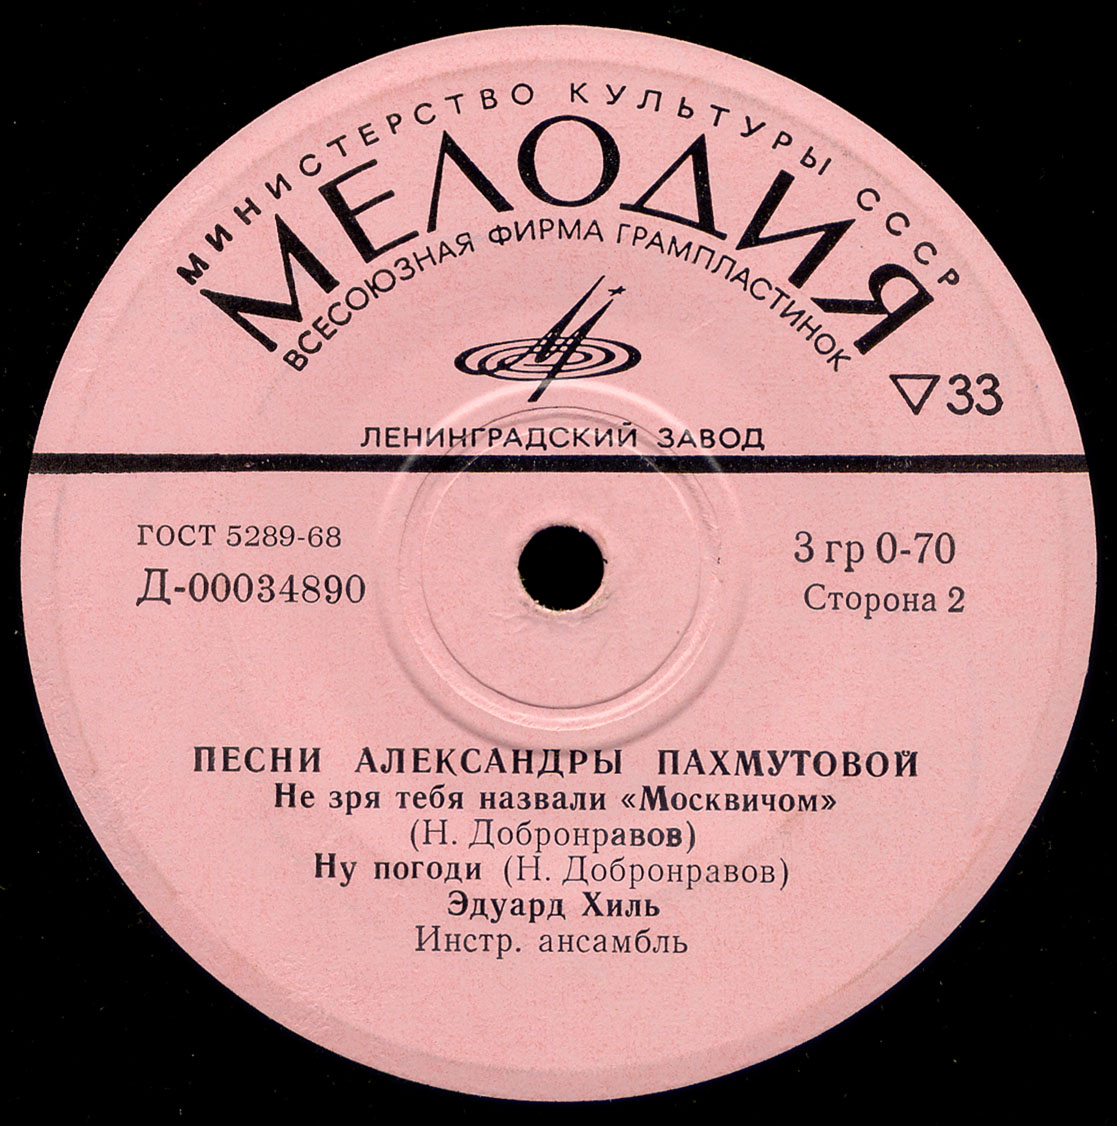 МИНИСТЕРСТВО КУЛЬТУРЫ СССР
МЕЛОДИЯ
ВСЕСОЮЗНАЯ ФИРМА ГРАМПЛАСТИНОК
▽33
ЛЕНИНГРАДСКИЙ ЗАВОД
ГОСТ 5289-68
Д-00034890
3 гр 0-70
Сторона 2
ПЕСНИ АЛЕКСАНДРЫ ПАХМУТОВОЙ
Не зря тебя назвали «Москвичом»
(Н. Добронравов)
Ну погоди (Н. Добронравов)
Эдуард Хиль
Инстр. ансамбль